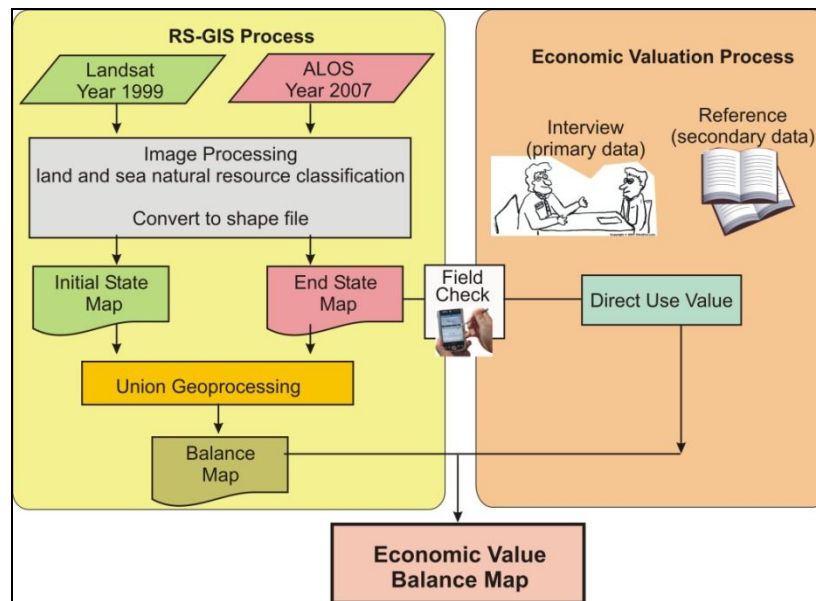 RS-GIS Process
Landsat
Year 1999
ALOS
Year 2007
Image Processing
land and sea natural resource classification
Convert to shape file
Initial State
Map
End State
Map
Union Geoprocessing
Balance
Map
Field
Check
Economic Valuation Process
Interview
(primary data)
Reference
(secondary data)
Direct Use Value
Economic Value
Balance Map